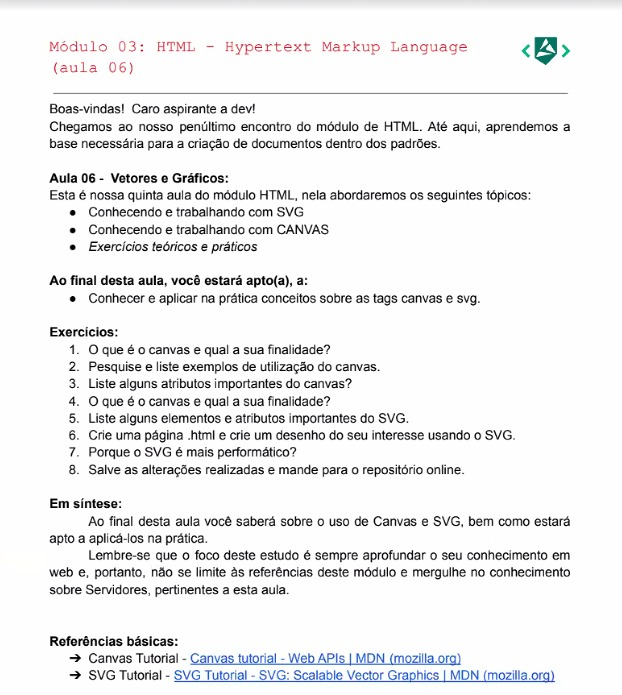 Módulo 03: HTML - Hypertext Markup Language
(aula 06)
Boas-vindas! Caro aspirante a dev!
Chegamos ao nosso penúltimo encontro do módulo de HTML. Até aqui, aprendemos a
base necessária para a criação de documentos dentro dos padrões.
Aula 06 - Vetores e Gráficos:
Esta é nossa quinta aula do módulo HTML, nela abordaremos os seguintes tópicos:
● Conhecendo e trabalhando com SVG
● Conhecendo e trabalhando com CANVAS
● Exercícios teóricos e práticos
Ao final desta aula, você estará apto(a), a:
● Conhecer e aplicar na prática conceitos sobre as tags canvas e svg.
Exercícios:
1. O que é o canvas e qual a sua finalidade?
2. Pesquise e liste exemplos de utilização do canvas.
3. Liste alguns atributos importantes do canvas?
4. O que é o canvas e qual a sua finalidade?
5. Liste alguns elementos e atributos importantes do SVG.
6. Crie uma página .html e crie um desenho do seu interesse usando o SVG.
7. Porque o SVG é mais performático?
8. Salve as alterações realizadas e mande para o repositório online.
Em síntese:
Ao final desta aula você saberá sobre o uso de Canvas e SVG, bem como estará
apto a aplicá-los na prática.
Lembre-se que o foco deste estudo é sempre aprofundar o seu conhecimento em
web e, portanto, não se limite às referências deste módulo e mergulhe no conhecimento
sobre Servidores, pertinentes a esta aula.
Referências básicas:
➔ Canvas Tutorial - Canvas tutorial - Web APIs | MDN (mozilla.org)
➔ SVG Tutorial - SVG Tutorial - SVG: Scalable Vector Graphics | MDN (mozilla.org)